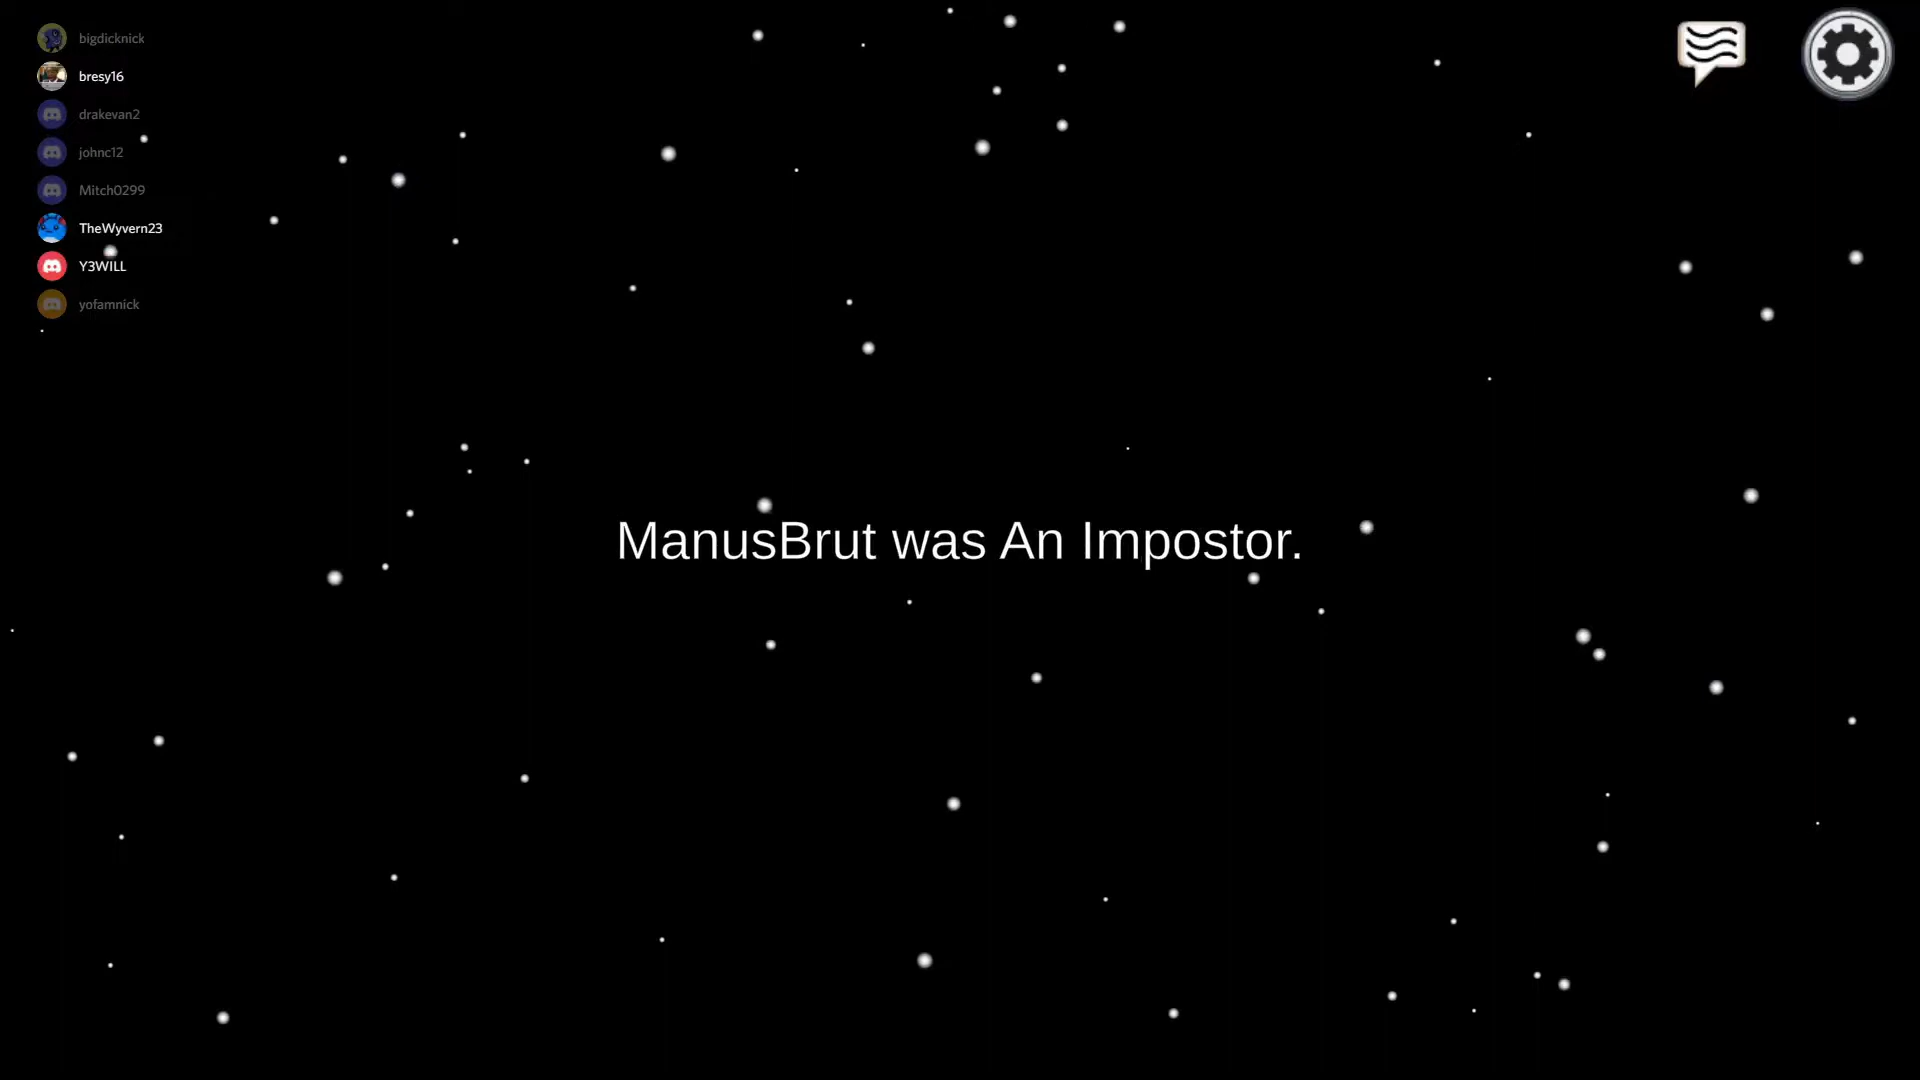 bigdicknick
bresy16
drakevan2
johnc12
Mitch0299
TheWyvern23
Y3WILL
yofamnick
ManusBrut was An Impostor.